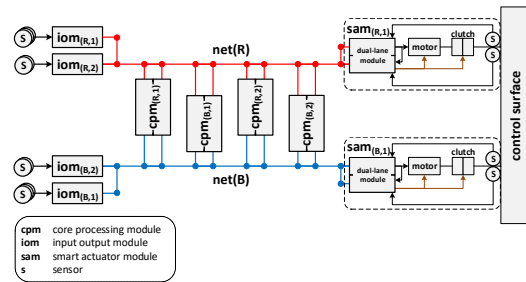 sam(R,1)
iom(R,1)
S
dual-lane
module
motor
clutch
S
S
net(R)
iom(R,2)
S
cpm(R,1)
cpm(B,1)
cpm(R,2)
cpm(B,2)
control surface
sam(B,1)
S
iom(B,2)
net(B)
dual-lane
module
motor
clutch
S
S
S
iom(B,1)
cpm core processing module
iom input output module
sam smart actuator module
s sensor